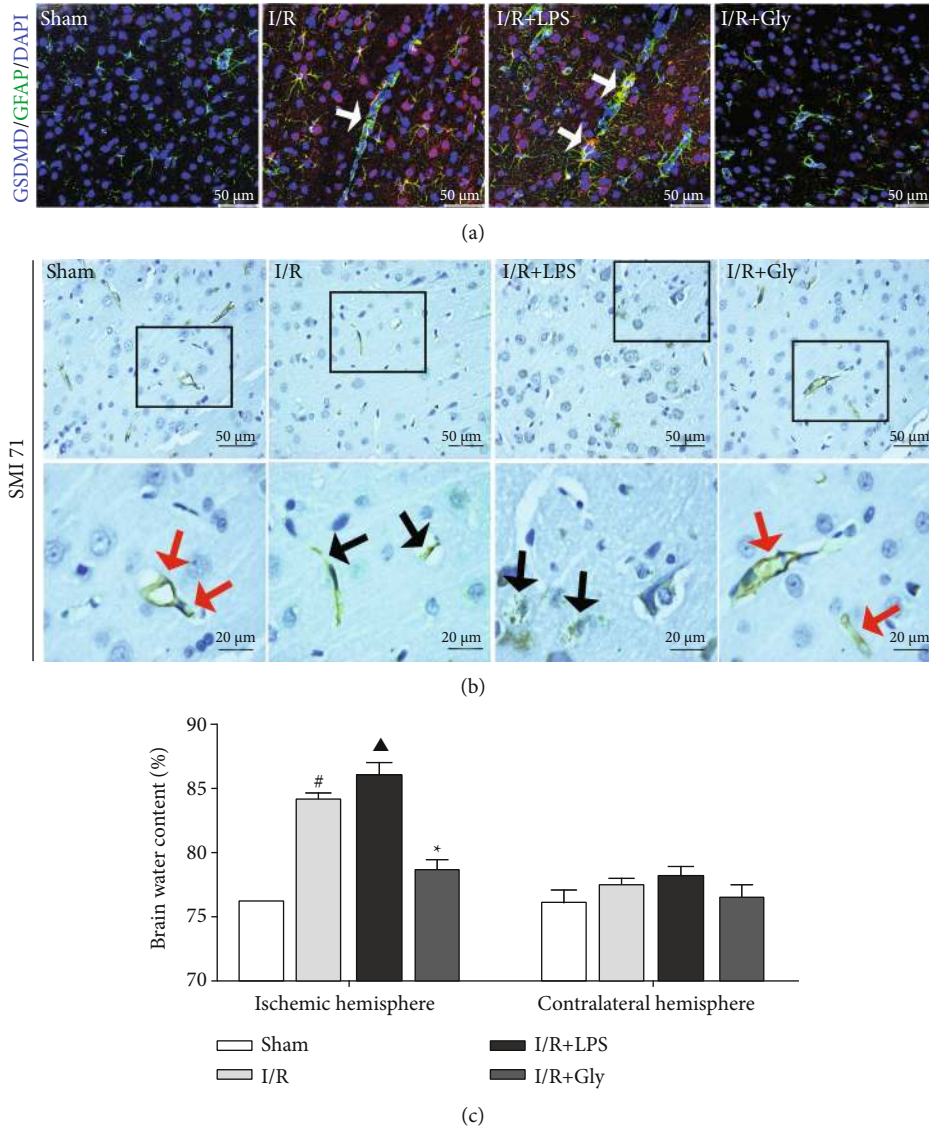 GSDMD/GFAP/DAPI
Sham
I/R
I/R+LPS
I/R+Gly
50 μm
50 μm
50 μm
50 μm
(a)
SMI 71
Sham
I/R
I/R+LPS
I/R+Gly
50 μm
50 μm
50 μm
50 μm
20 μm
20 μm
20 μm
20 μm
(b)
Brain water content (%)
90
85
80
75
70
#
*
Ischemic hemisphere
Contralateral hemisphere
Sham
I/R+LPS
I/R
I/R+Gly
(c)